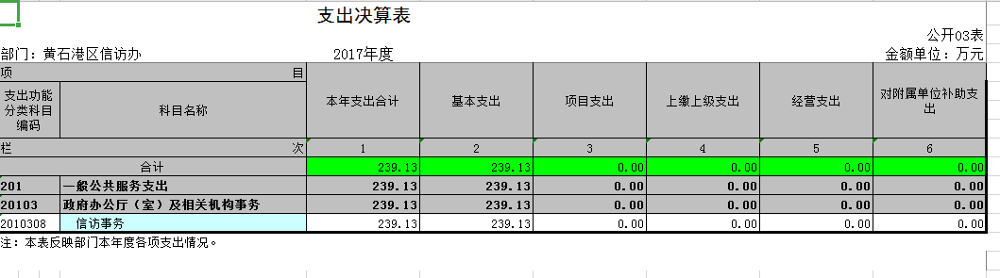 支出决算表
公开03表
部门：黄石港区信访办 2017年度 金额单位：万元
项 目 本年支出合计 基本支出 项目支出 上缴上级支出 经营支出 对附属单位补助支出
支出功能分类科目编码 科目名称
栏 次 1 2 3 4 5 6
合计 239.13 239.13 0.00 0.00 0.00 0.00
201 一般公共服务支出 239.13 239.13 0.00 0.00 0.00 0.00
20103 政府办公厅（室）及相关机构事务 239.13 239.13 0.00 0.00 0.00 0.00
2010308 信访事务 239.13 239.13 0.00 0.00 0.00 0.00
注：本表反映部门本年度各项支出情况。